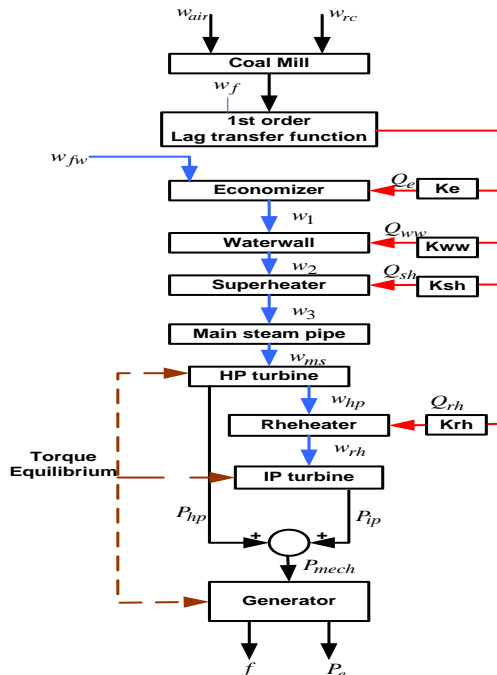 w_air w_rc
Coal Mill
w_f
1st order
Lag transfer function
w_fw
Q_e
Economizer
Ke
w_1
Q_ww
Waterwall
Kww
w_2
Q_sh
Superheater
Ksh
w_3
Main steam pipe
w_ms
HP turbine
w_hp
Q_rh
Rheheater
Krh
Torque
Equilibrium
w_rh
IP turbine
P_hp
P_ip
+ +
P_mech
Generator
f P_e